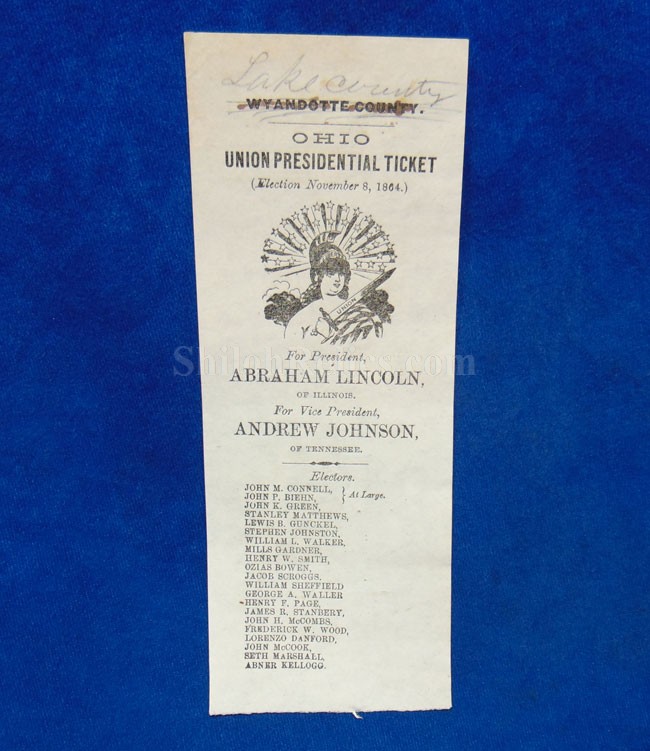 Lake county
WYANDOTTE COUNTY.
OHIO
UNION PRESIDENTIAL TICKET
(Election November 8, 1864.)
UNION
For President,
ABRAHAM LINCOLN,
OF ILLINOIS.
For Vice President,
ANDREW JOHNSON,
OF TENNESSEE.
Electors.
JOHN M. CONNELL,
JOHN P. BIEHN, } At Large.
JOHN K. GREEN,
STANLEY MATTHEWS,
LEWIS B. GUNCKEL,
STEPHEN JOHNSTON,
WILLIAM L. WALKER,
MILLS GARDNER,
HENRY W. SMITH,
OZIAS BOWEN,
JACOB SCROGGS,
WILLIAM SHEFFIELD
GEORGE A. WALLER
HENRY F. PAGE,
JAMES R. STANBERY,
JOHN H. McCOMBS,
FREDERICK W. WOOD,
LORENZO DANFORD,
JOHN McCOOK,
SETH MARSHALL,
ABNER KELLOGG.